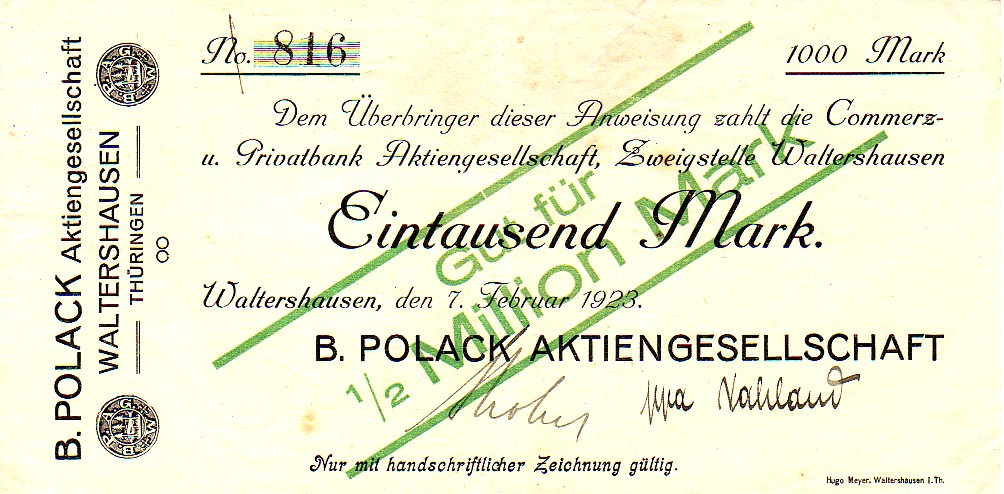 B. POLACK Aktiengesellschaft
WALTERSHAUSEN
THÜRINGEN
No. 816
1000 Mark
Dem Überbringer dieser Anweisung zahlt die Commerz-
u. Privatbank Aktiengesellschaft, Zweigstelle Waltershausen
Eintausend Mark.
Gut für
1/2 Million Mark
Waltershausen, den 7. Februar 1923.
B. POLACK AKTIENGESELLSCHAFT
ppa
Nur mit handschriftlicher Zeichnung gültig.
Hugo Meyer, Waltershausen i. Th.